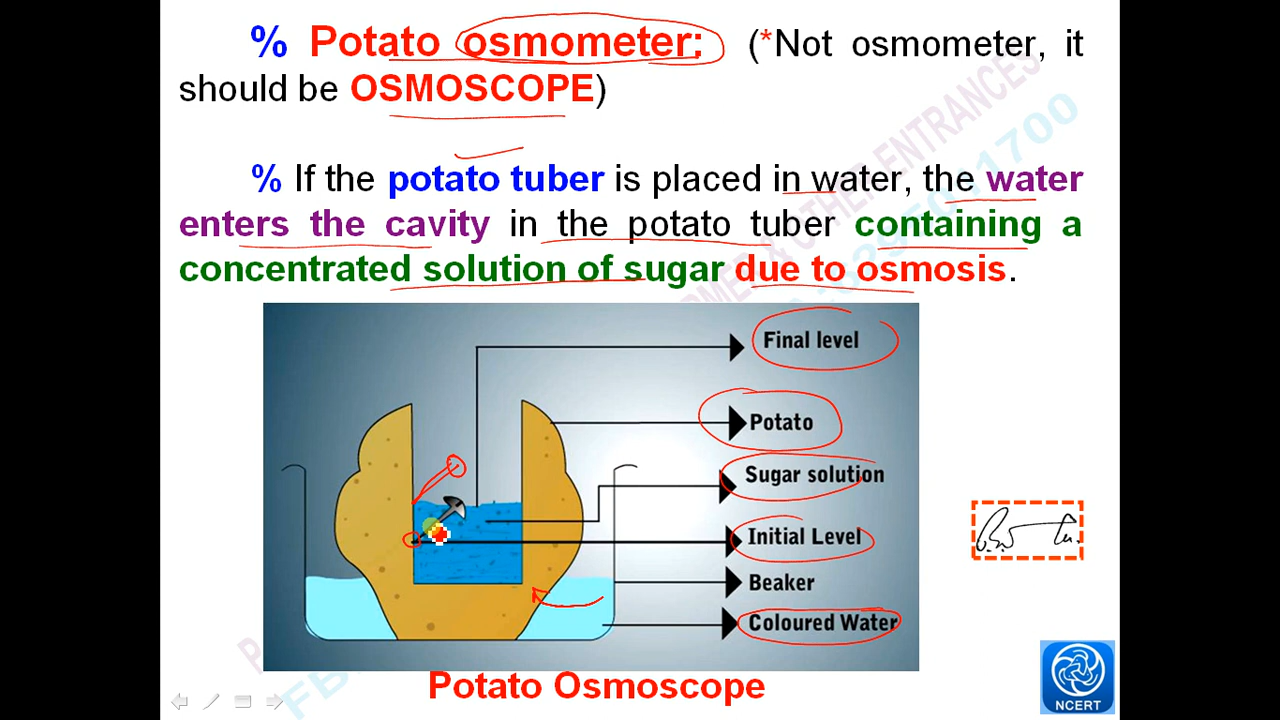 % Potato osmometer; (*Not osmometer, it
should be OSMOSCOPE)
% If the potato tuber is placed in water, the water
enters the cavity in the potato tuber containing a
concentrated solution of sugar due to osmosis.
Final level
Potato
Sugar solution
Initial Level
Beaker
Coloured Water
Potato Osmoscope
NCERT